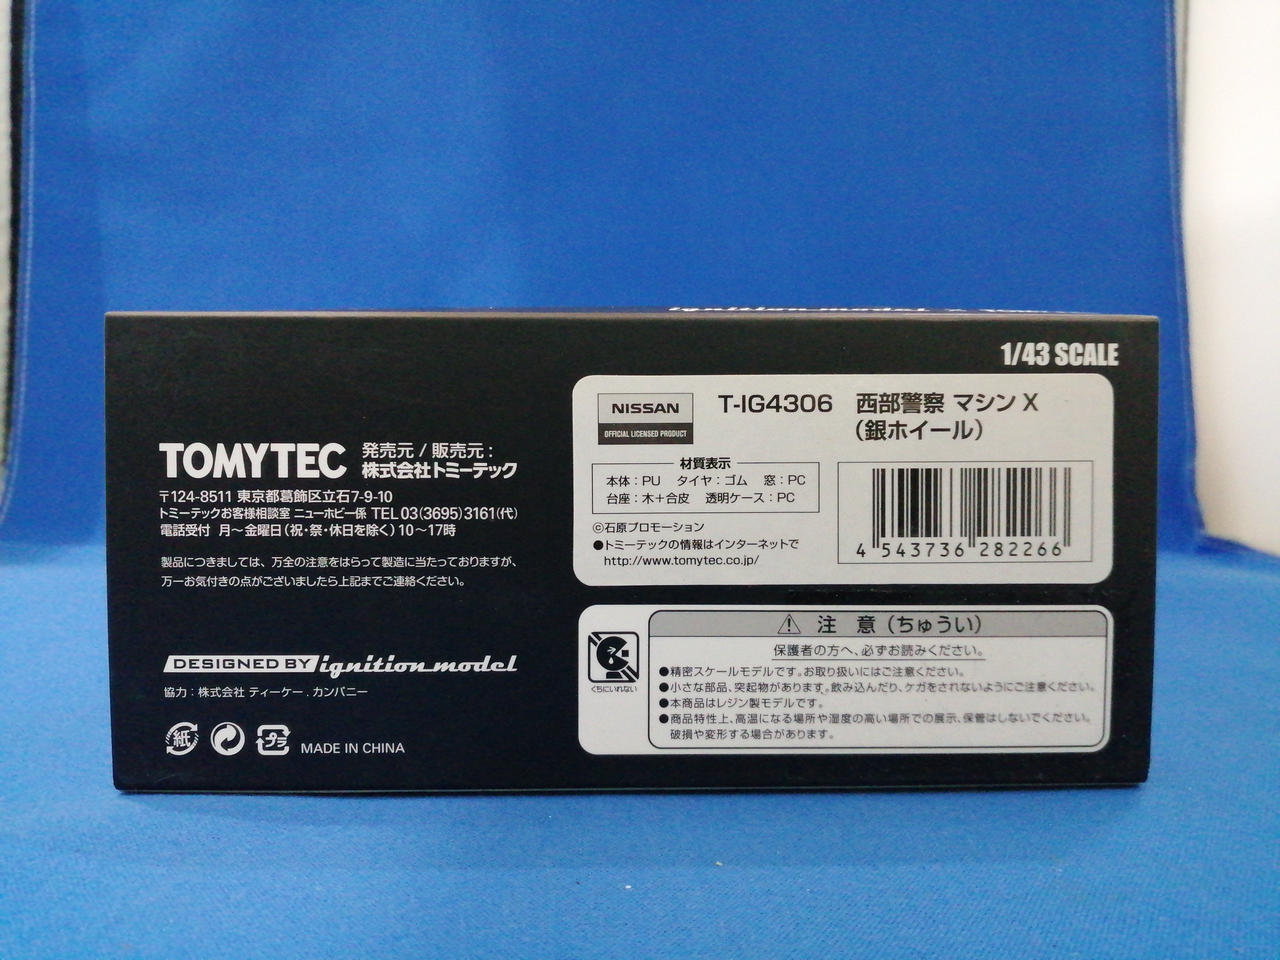 1/43 SCALE
TOMYTEC
発売元 / 販売元:
株式会社トミーテック
〒124-8511 東京都葛飾区立石7-9-10
トミーテックお客様相談室 ニューホビー係 TEL 03(3695)3161(代)
電話受付 月〜金曜日(祝・祭・休日を除く)10〜17時
製品につきましては、万全の注意をはらって製造に当たっておりますが、
万一お気付きの点がございましたら上記までご連絡ください。
DESIGNED BY ignition model
協力:株式会社 ティーケー. カンパニー
紙
プラ
MADE IN CHINA
NISSAN
OFFICIAL LICENSED PRODUCT
T-IG4306 西部警察 マシン X
(銀ホイール)
材質表示
本体:PU タイヤ:ゴム 窓:PC
台座:木+合皮 透明ケース:PC
©石原プロモーション
●トミーテックの情報はインターネットで
http://www.tomytec.co.jp/
4 543736 282266
くちにいれない
⚠ 注 意(ちゅうい)
保護者の方へ、必ずお読みください。
●精密スケールモデルです。お取り扱いにはご注意ください。
●小さな部品、突起物があります。飲み込んだり、ケガをされないようにご注意ください。
●本商品はレジン製モデルです。
●商品特性上、高温になる場所や湿度の高い場所での展示、保管はしないでください。
破損や変形する場合があります。